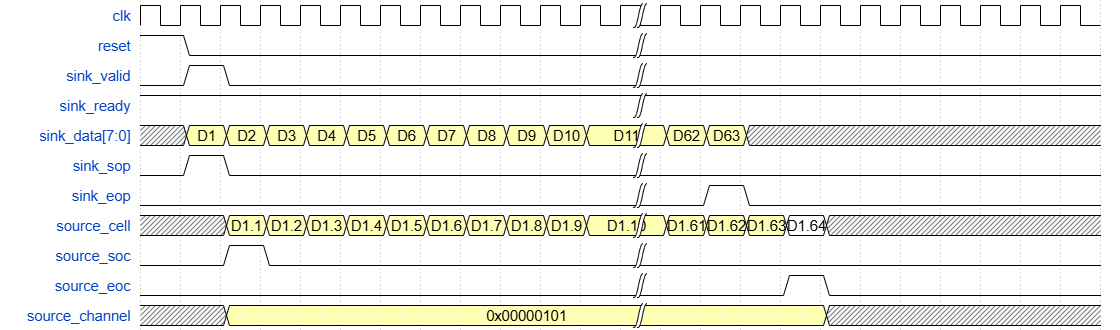 clk
reset
sink_valid
sink_ready
sink_data[7:0] D1 D2 D3 D4 D5 D6 D7 D8 D9 D10 D11 D62 D63
sink_sop
sink_eop
source_cell D1.1 D1.2 D1.3 D1.4 D1.5 D1.6 D1.7 D1.8 D1.9 D1.10 D1.61 D1.62 D1.63 D1.64
source_soc
source_eoc
source_channel 0x00000101